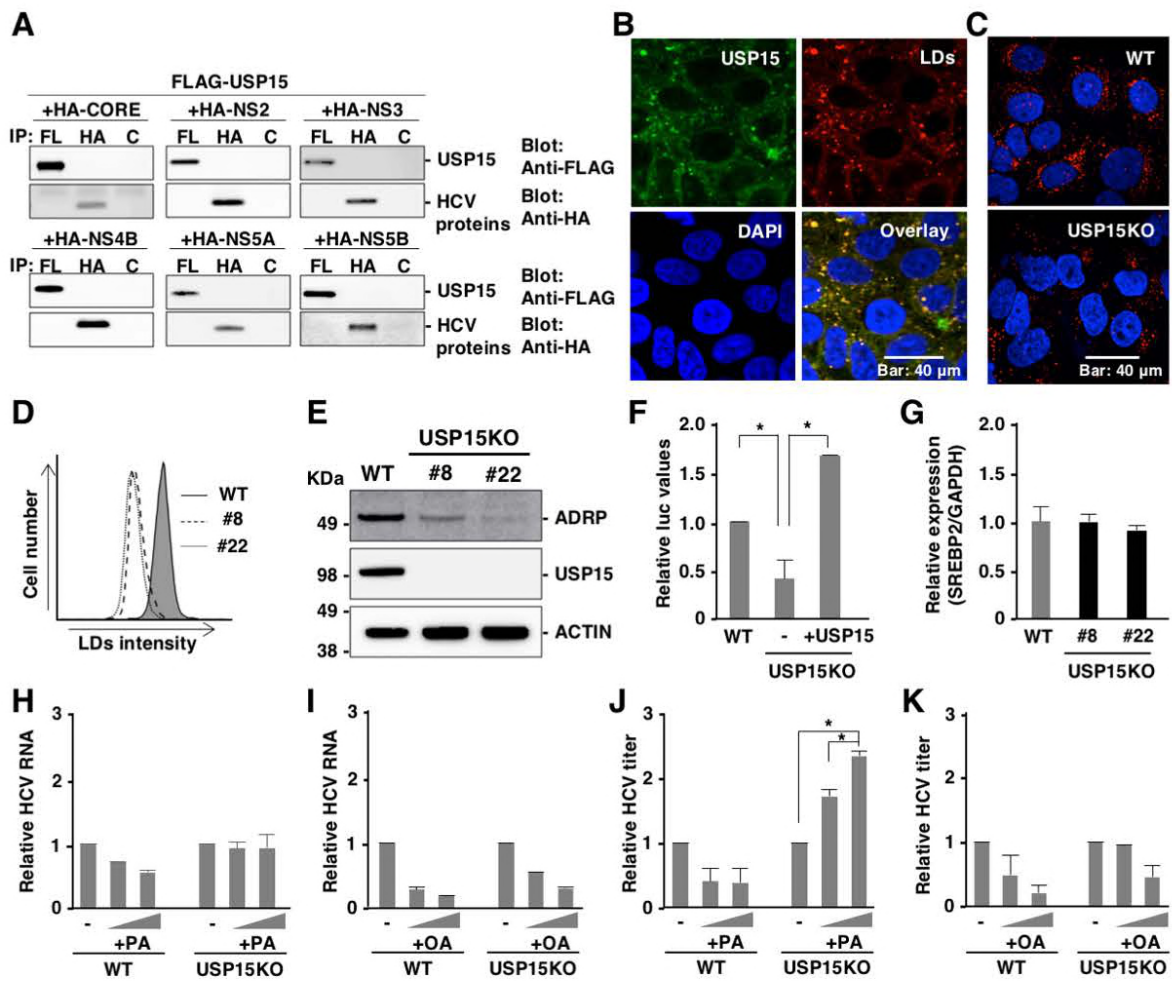 A
FLAG-USP15
+HA-CORE +HA-NS2 +HA-NS3
IP: FL HA C FL HA C FL HA C
- USP15 Blot: Anti-FLAG
- HCV proteins Blot: Anti-HA
+HA-NS4B +HA-NS5A +HA-NS5B
IP: FL HA C FL HA C FL HA C
- USP15 Blot: Anti-FLAG
- HCV proteins Blot: Anti-HA
B
USP15 LDs
DAPI Overlay
Bar: 40 µm
C
WT
USP15KO
Bar: 40 µm
D
Cell number
WT
#8
#22
LDs intensity
E
USP15KO
KDa WT #8 #22
49 - - ADRP
98 - - USP15
49 -
- ACTIN
38 -
F
Relative luc values
2.0
1.5
1.0
0.5
0
* *
WT - +USP15
USP15KO
G
Relative expression
(SREBP2/GAPDH)
2.0
1.5
1.0
0.5
0
WT #8 #22
USP15KO
H
Relative HCV RNA
3
2
1
0
- -
+PA +PA
WT USP15KO
I
Relative HCV RNA
3
2
1
0
- -
+OA +OA
WT USP15KO
J
Relative HCV titer
3
2
1
0
*
*
- -
+PA +PA
WT USP15KO
K
Relative HCV titer
3
2
1
0
- -
+OA +OA
WT USP15KO